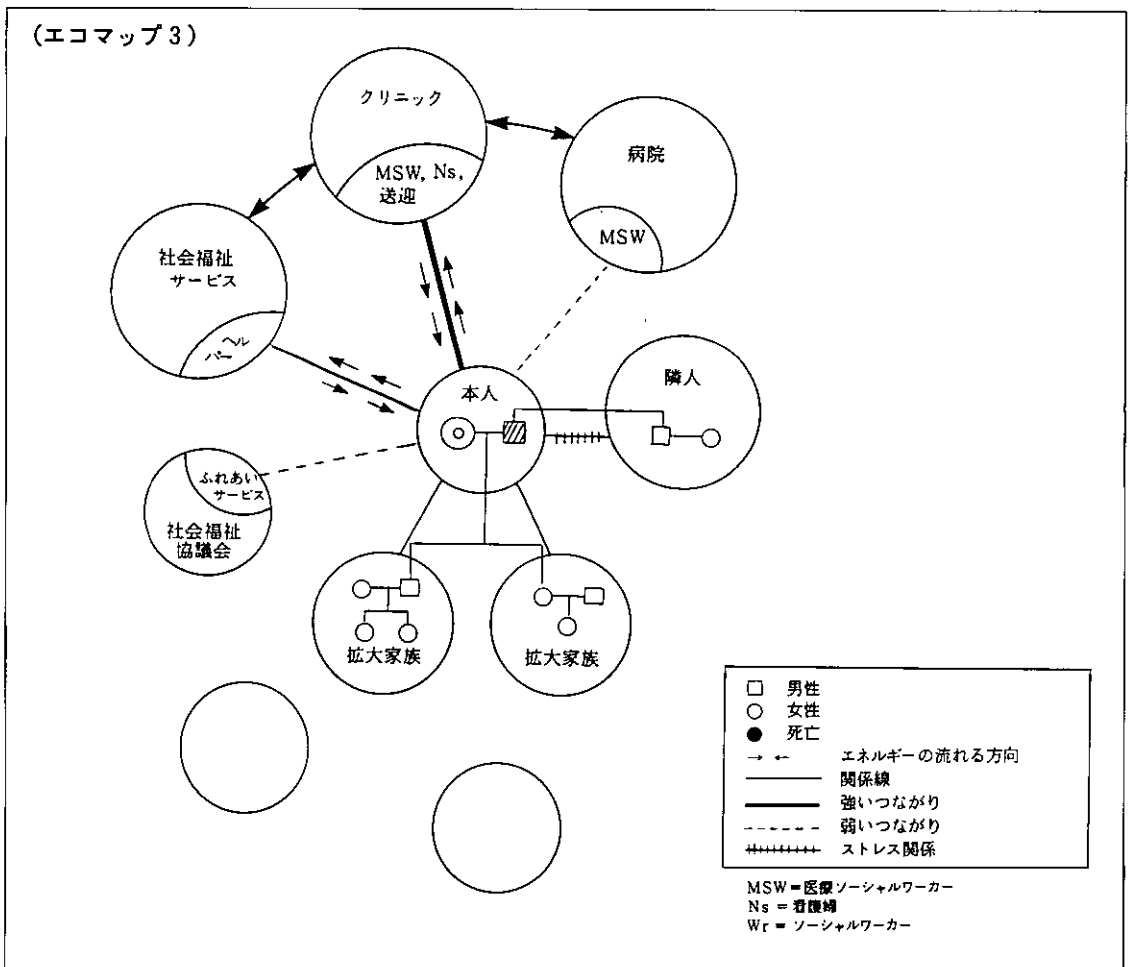 (エコマップ3)
クリニック
MSW, Ns,
送迎
病院
MSW
社会福祉
サービス
ヘル
パー
本人
隣人
ふれあい
サービス
社会福祉
協議会
拡大家族
拡大家族
男性
女性
死亡
エネルギーの流れる方向
関係線
強いつながり
弱いつながり
ストレス関係
MSW=医療ソーシャルワーカー
Ns = 看護婦
Wr = ソーシャルワーカー